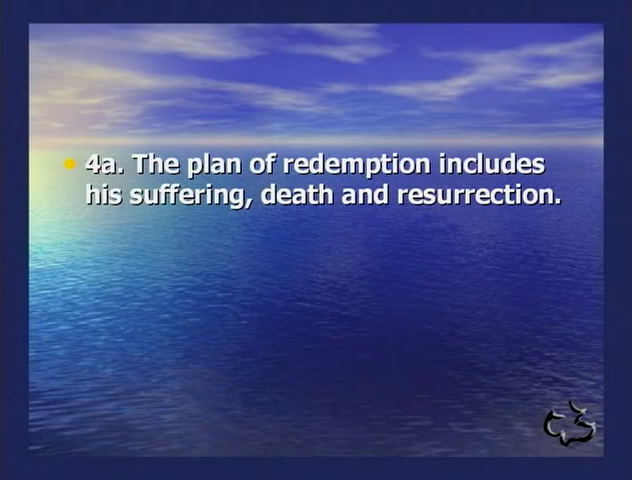 • 4a. The plan of redemption includes
his suffering, death and resurrection.